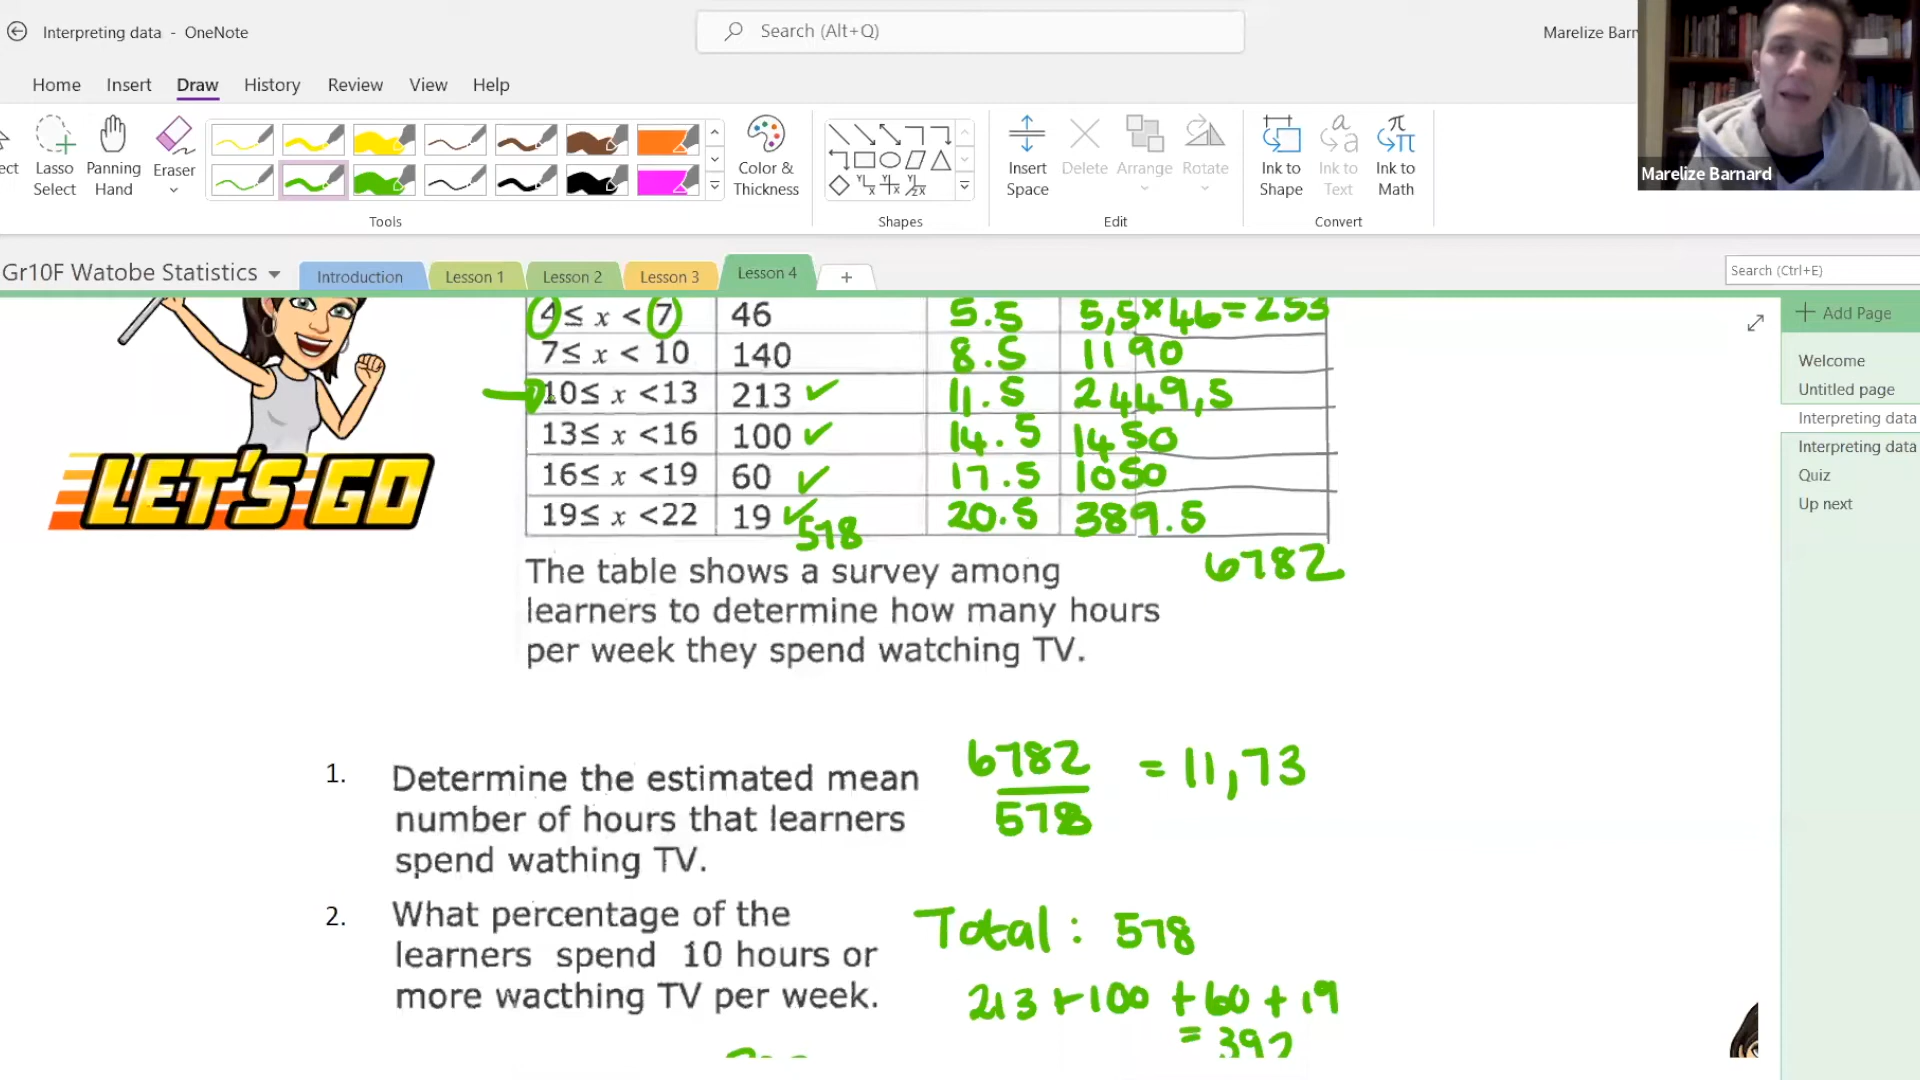 Interpreting data - OneNote
Search (Alt+Q)
Marelize Barn
Home Insert Draw History Review View Help
Lasso Select
Panning Hand
Eraser
Color & Thickness
Insert Space
Delete
Arrange
Rotate
Ink to Shape
Ink to Text
Ink to Math
Marelize Barnard
Tools Shapes Edit Convert
Gr10F Watobe Statistics Introduction Lesson 1 Lesson 2 Lesson 3 Lesson 4 +
Search (Ctrl+E)
Add Page
Welcome
Untitled page
Interpreting data
Interpreting data
Quiz
Up next
LET'S GO
4≤ x < 7 46 5.5 5,5×46=253
7≤ x < 10 140 8.5 1190
10≤ x <13 213 ✓ 11.5 2449,5
13≤ x <16 100 ✓ 14.5 1450
16≤ x <19 60 ✓ 17.5 1050
19≤ x <22 19 ✓ 20.5 389.5
578
6782
The table shows a survey among
learners to determine how many hours
per week they spend watching TV.
1. Determine the estimated mean
number of hours that learners
spend wathing TV.
6782
578
= 11,73
2. What percentage of the
learners spend 10 hours or
more wacthing TV per week.
Total : 578
213 + 100 + 60 + 19
= 392